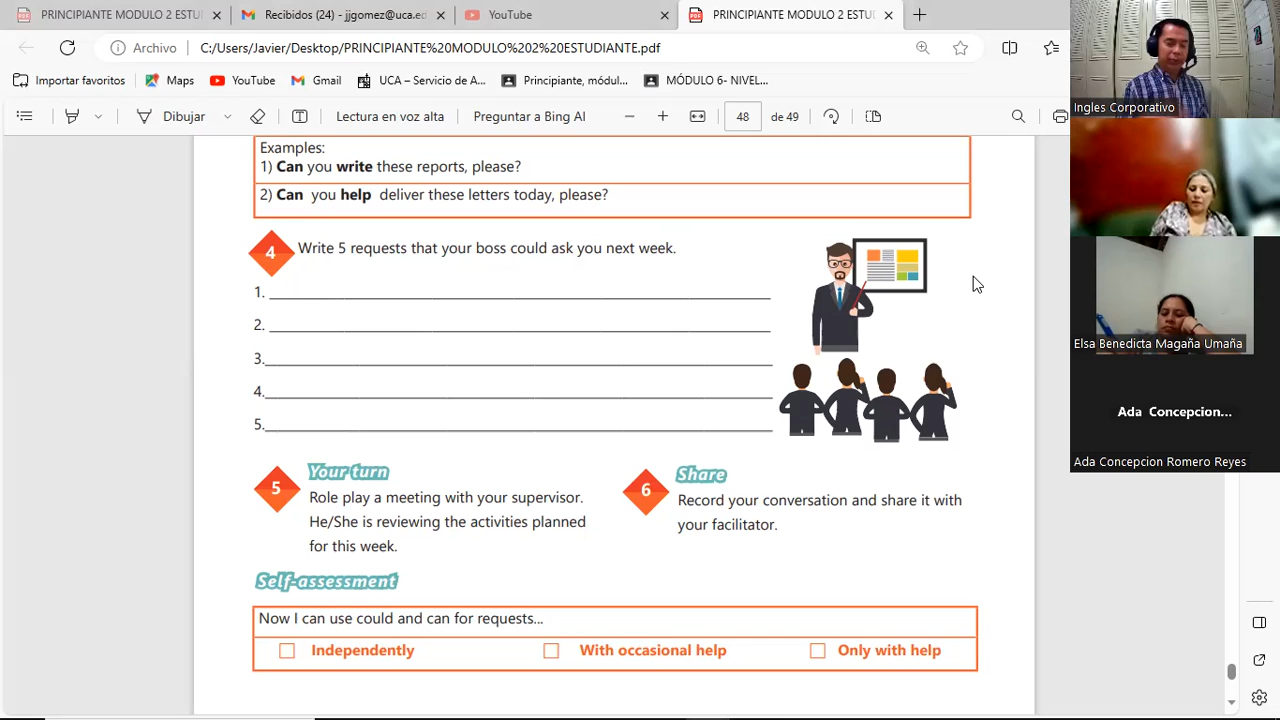 PRINCIPIANTE MODULO 2 ESTU
Recibidos (24) - jjgomez@uca.ed
YouTube
PRINCIPIANTE MODULO 2 ESTU
Archivo
C:/Users/Javier/Desktop/PRINCIPIANTE%20MODULO%202%20ESTUDIANTE.pdf
Importar favoritos
Maps
YouTube
Gmail
UCA – Servicio de A...
Principiante, módul...
MÓDULO 6- NIVEL...
Dibujar
Lectura en voz alta
Preguntar a Bing AI
48
de 49
Examples:
1) Can you write these reports, please?
2) Can you help deliver these letters today, please?
4 Write 5 requests that your boss could ask you next week.
1.
2.
3.
4.
5.
5 Your turn
Role play a meeting with your supervisor.
He/She is reviewing the activities planned
for this week.
6 Share
Record your conversation and share it with
your facilitator.
Self-assessment
Now I can use could and can for requests...
Independently
With occasional help
Only with help
Ingles Corporativo
Elsa Benedicta Magaña Umaña
Ada Concepcion...
Ada Concepcion Romero Reyes